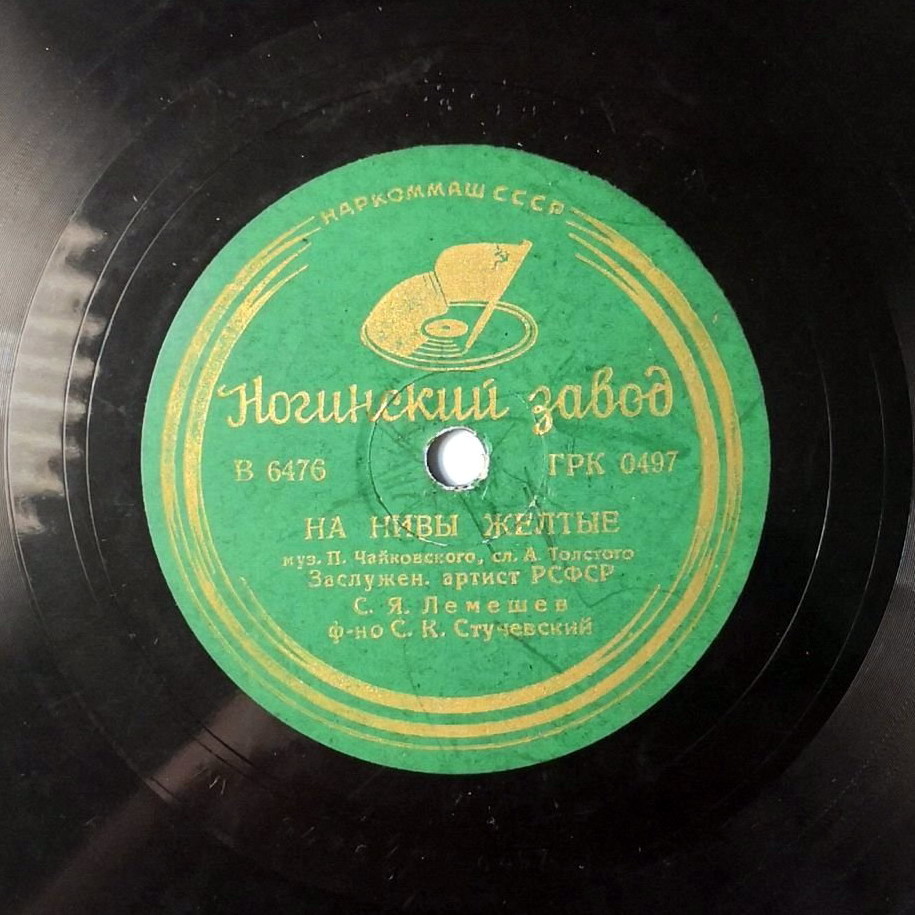 НАРКОММАШ СССР
Ногинский завод
В 6476 ГРК 0497
НА НИВЫ ЖЕЛТЫЕ
муз. П. Чайковского, сл. А. Толстого
Заслужен. артист РСФСР
С. Я. Лемешев
ф-но С. К. Стучевский